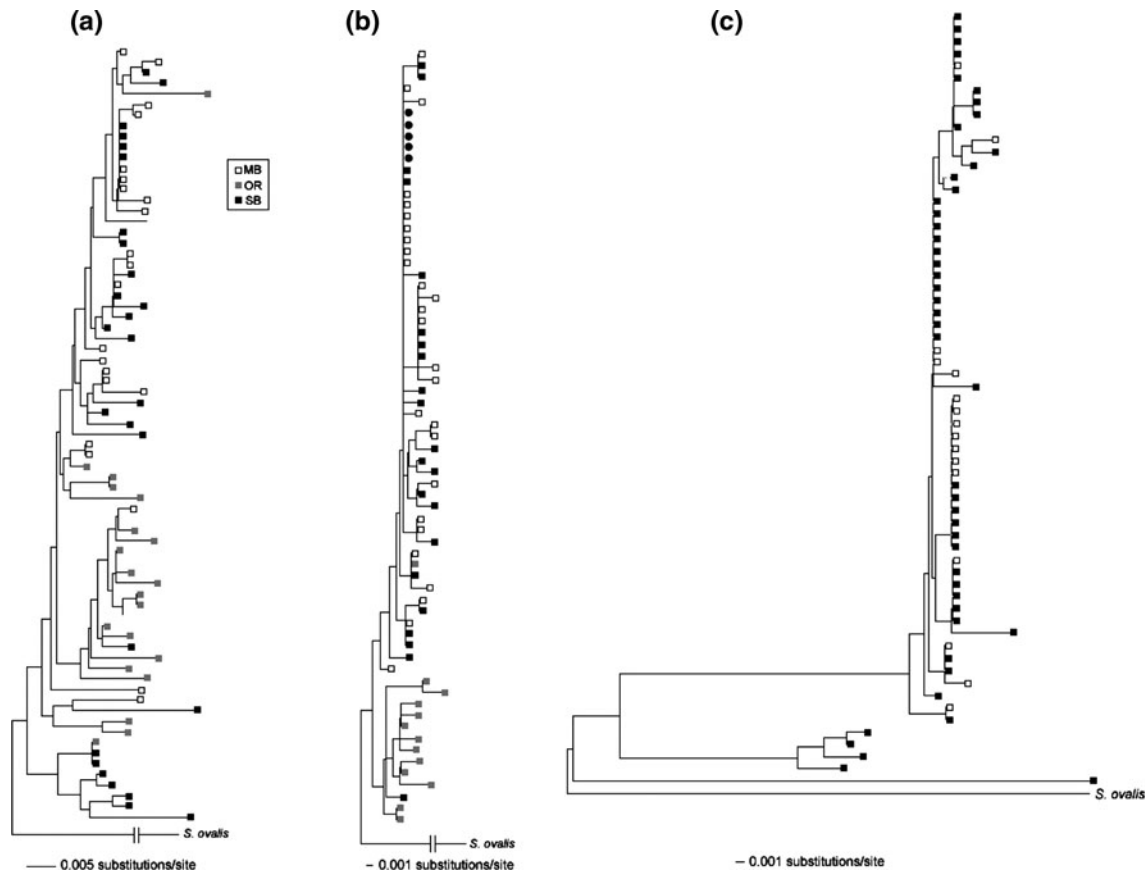 (a)
(b)
(c)
MB
OR
SB
S. ovalis
0.005 substitutions/site
S. ovalis
0.001 substitutions/site
S. ovalis
0.001 substitutions/site